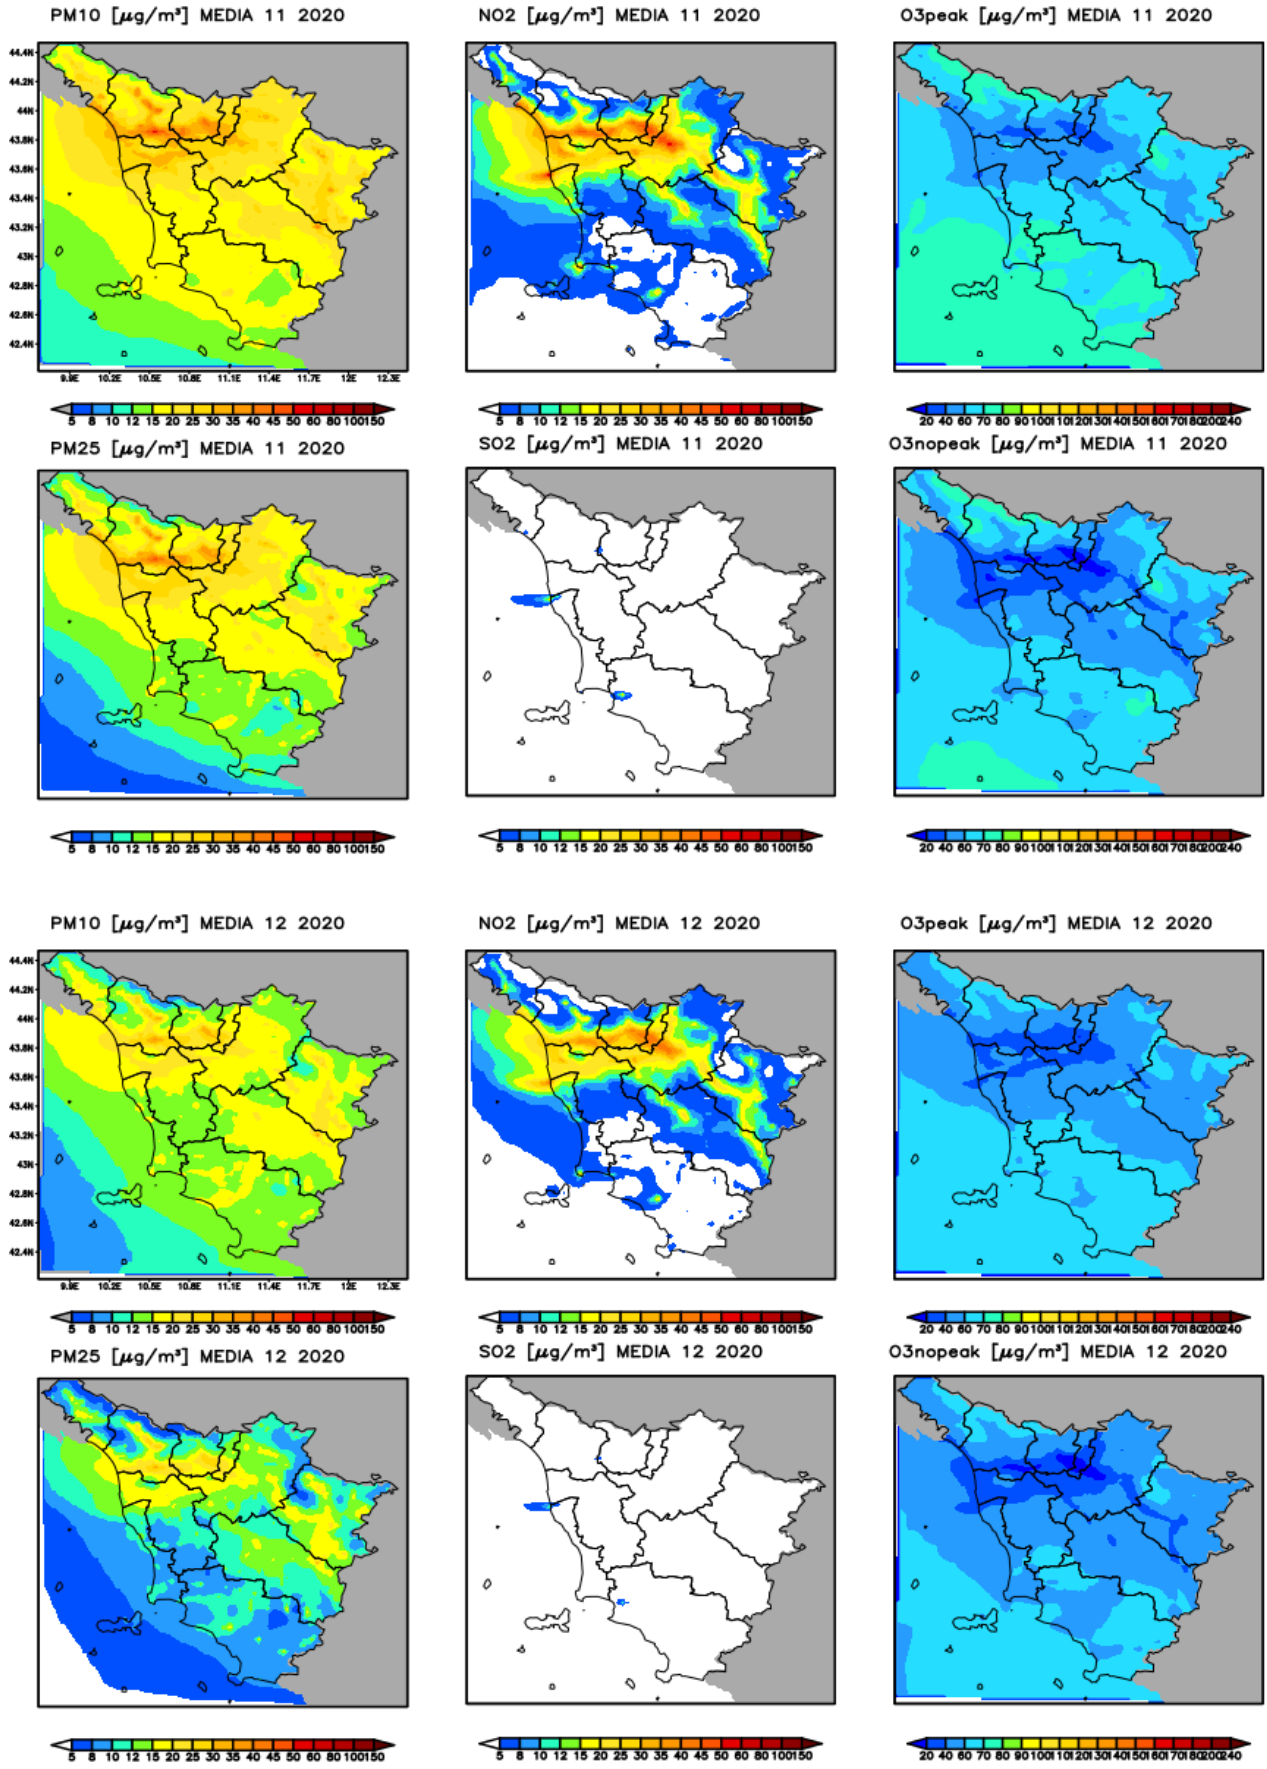 PM10 [μg/m³] MEDIA 11 2020
NO2 [μg/m³] MEDIA 11 2020
O3peak [μg/m³] MEDIA 11 2020
44.4N
44.2N
44N
43.8N
43.6N
43.4N
43.2N
43N
42.8N
42.6N
42.4N
9.9E 10.2E 10.5E 10.8E 11.1E 11.4E 11.7E 12E 12.3E
5 8 10 12 15 20 25 30 35 40 45 50 60 80 100 150
5 8 10 12 15 20 25 30 35 40 45 50 60 80 100 150
20 40 60 70 80 90 100 110 120 130 140 150 160 170 180 200 240
PM25 [μg/m³] MEDIA 11 2020
SO2 [μg/m³] MEDIA 11 2020
O3nopeak [μg/m³] MEDIA 11 2020
5 8 10 12 15 20 25 30 35 40 45 50 60 80 100 150
5 8 10 12 15 20 25 30 35 40 45 50 60 80 100 150
20 40 60 70 80 90 100 110 120 130 140 150 160 170 180 200 240
PM10 [μg/m³] MEDIA 12 2020
NO2 [μg/m³] MEDIA 12 2020
O3peak [μg/m³] MEDIA 12 2020
44.4N
44.2N
44N
43.8N
43.6N
43.4N
43.2N
43N
42.8N
42.6N
42.4N
9.9E 10.2E 10.5E 10.8E 11.1E 11.4E 11.7E 12E 12.3E
5 8 10 12 15 20 25 30 35 40 45 50 60 80 100 150
5 8 10 12 15 20 25 30 35 40 45 50 60 80 100 150
20 40 60 70 80 90 100 110 120 130 140 150 160 170 180 200 240
PM25 [μg/m³] MEDIA 12 2020
SO2 [μg/m³] MEDIA 12 2020
O3nopeak [μg/m³] MEDIA 12 2020
5 8 10 12 15 20 25 30 35 40 45 50 60 80 100 150
5 8 10 12 15 20 25 30 35 40 45 50 60 80 100 150
20 40 60 70 80 90 100 110 120 130 140 150 160 170 180 200 240